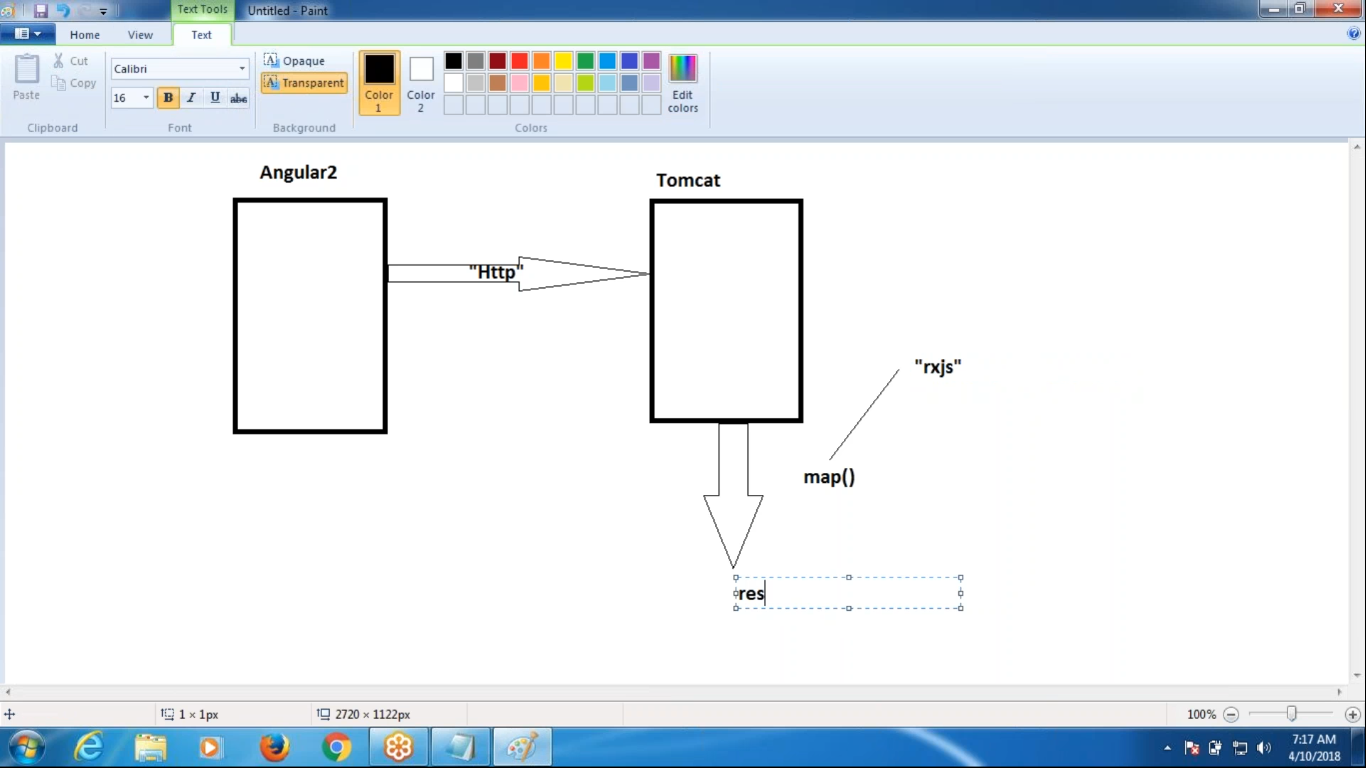 Text Tools
Untitled - Paint
Home
View
Text
Paste
Cut
Copy
Clipboard
Calibri
16
B I U abc
Font
Opaque
Transparent
Background
Color 1
Color 2
Edit colors
Colors
Angular2
Tomcat
"Http"
"rxjs"
map()
res
1 × 1px
2720 × 1122px
100%
7:17 AM
4/10/2018